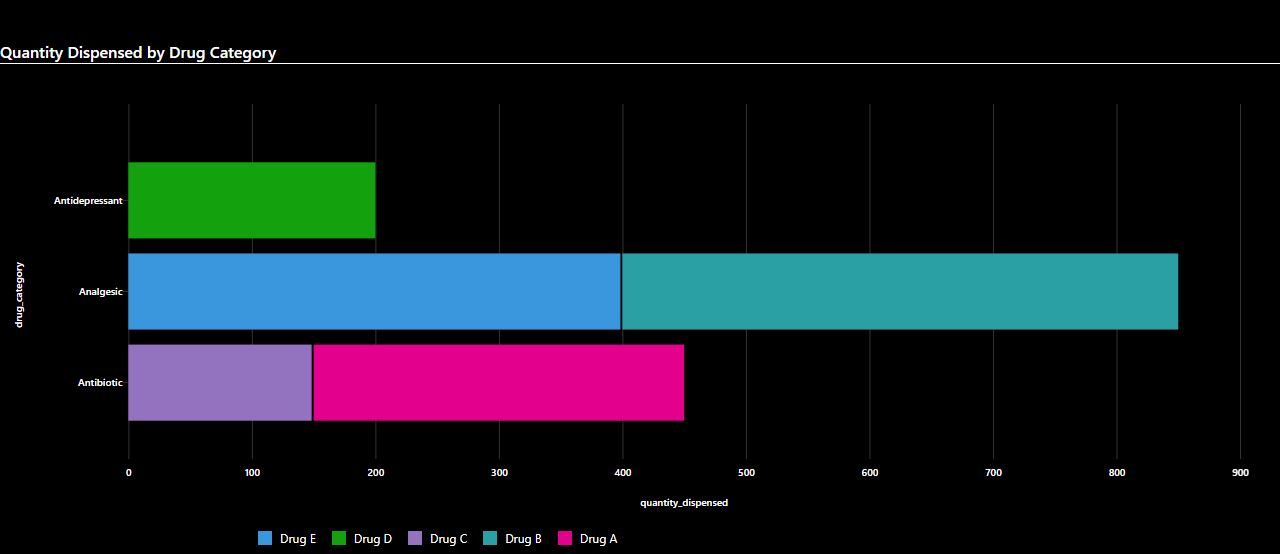 Quantity Dispensed by Drug Category
drug_category
Antidepressant
Analgesic
Antibiotic
0 100 200 300 400 500 600 700 800 900
quantity_dispensed
Drug E Drug D Drug C Drug B Drug A